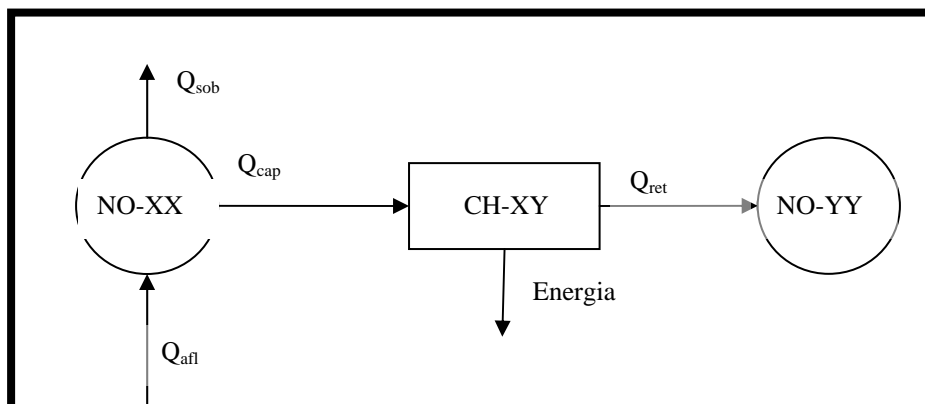 Qsob
Qcap
NO-XX
CH-XY
Qret
NO-YY
Energia
Qafl